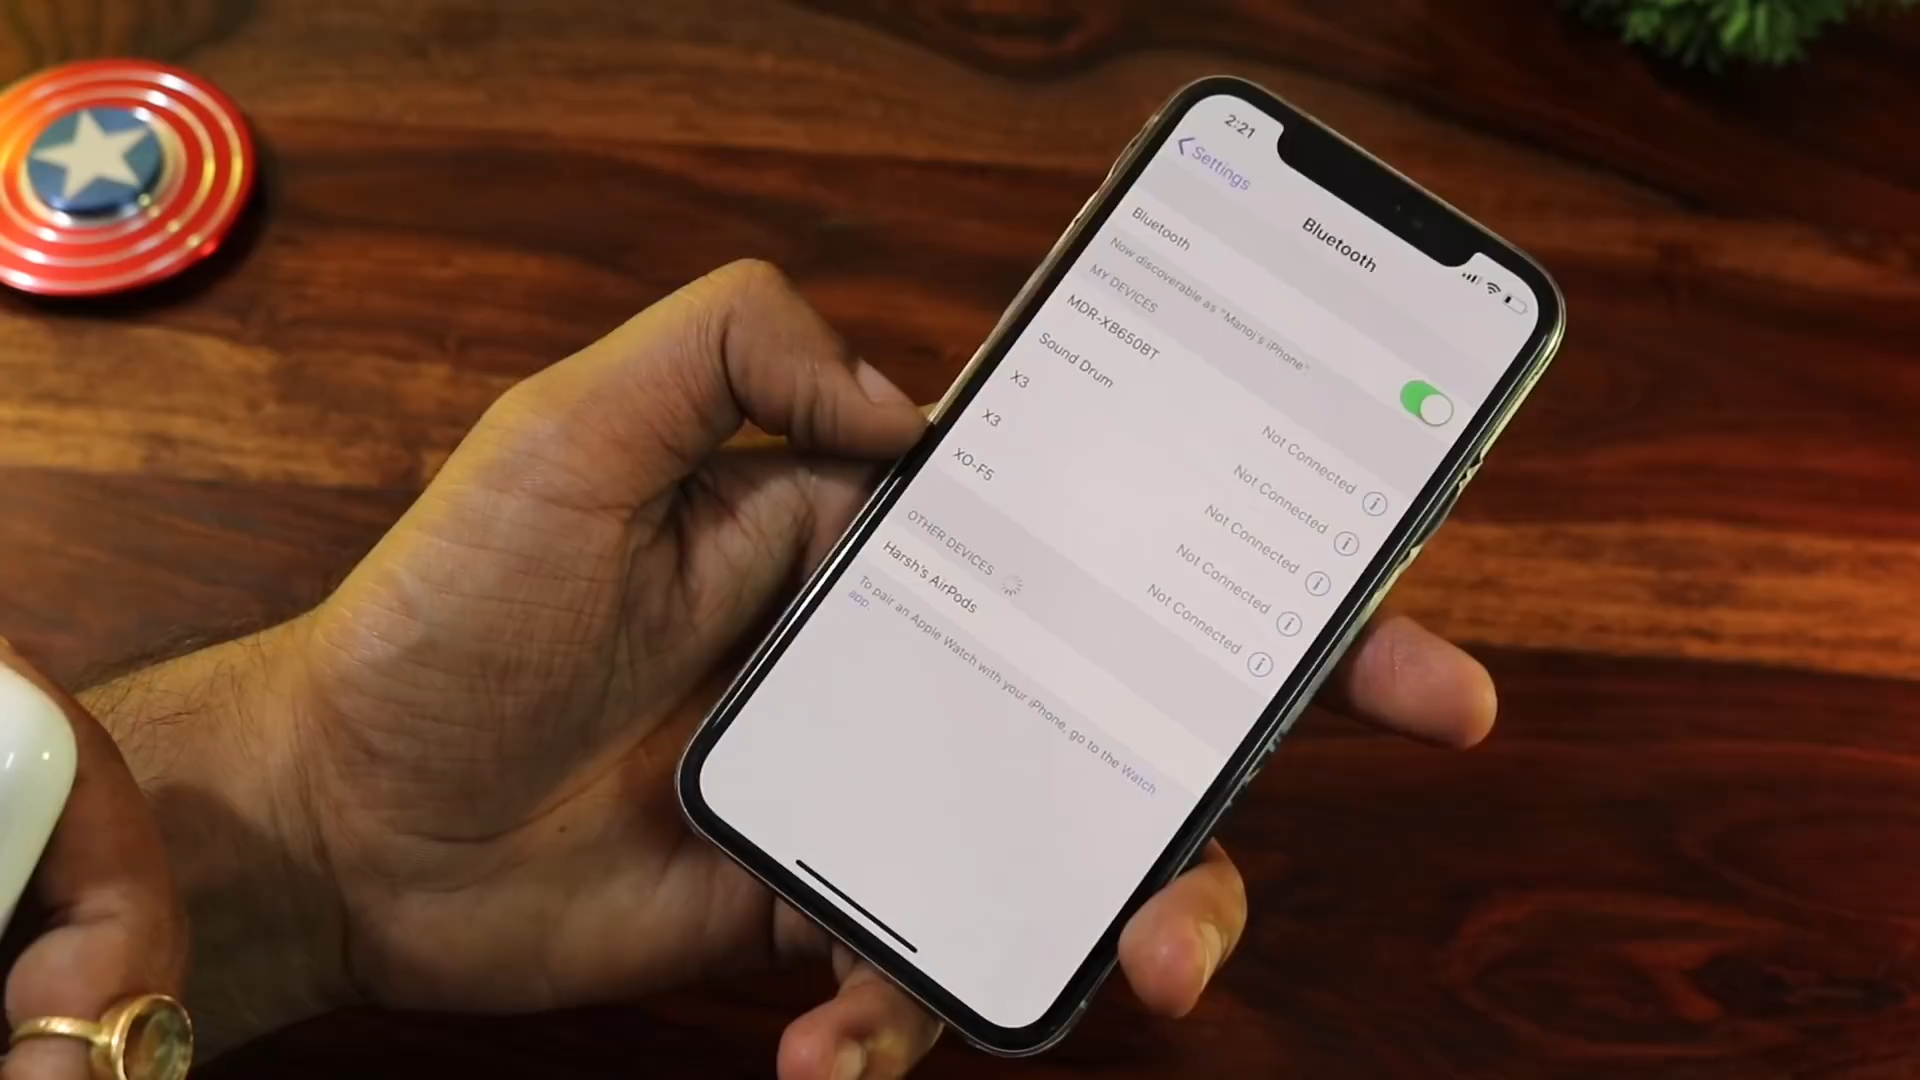 2:21
Settings
Bluetooth
Bluetooth
Now discoverable as "Manoj's iPhone"
MY DEVICES
MDR-XB650BT Not Connected
Sound Drum Not Connected
X3 Not Connected
X3 Not Connected
XO-F5 Not Connected
OTHER DEVICES
Harsh's AirPods
To pair an Apple Watch with your iPhone, go to the Watch
app.